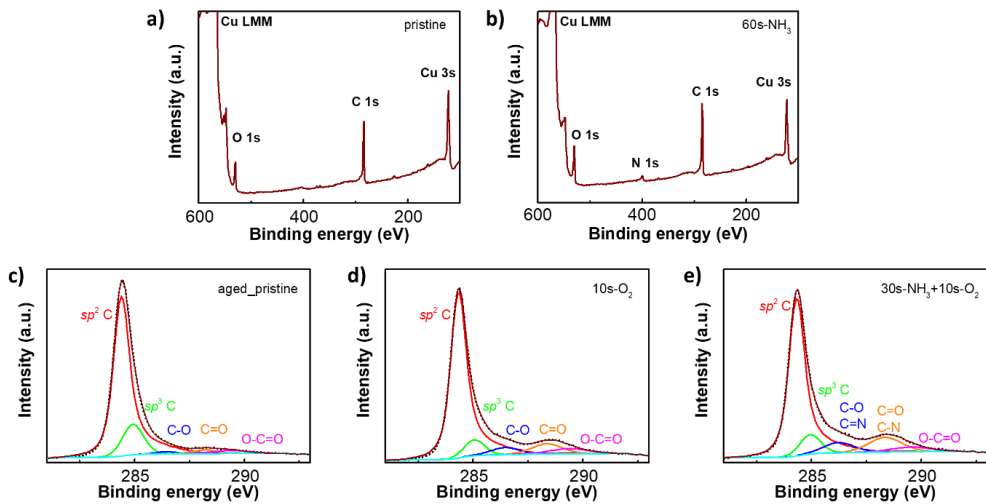 a)
Cu LMM
pristine
Cu 3s
C 1s
O 1s
Intensity (a.u.)
600
400
200
Binding energy (eV)
b)
Cu LMM
60s-NH₃
Cu 3s
C 1s
O 1s
N 1s
Intensity (a.u.)
600
400
200
Binding energy (eV)
c)
aged_pristine
sp² C
sp³ C
C-O
C=O
O-C=O
Intensity (a.u.)
285
290
Binding energy (eV)
d)
10s-O₂
sp² C
sp³ C
C-O
C=O
O-C=O
Intensity (a.u.)
285
290
Binding energy (eV)
e)
30s-NH₃+10s-O₂
sp² C
sp³ C
C-O
C=N
C=O
C-N
O-C=O
Intensity (a.u.)
285
290
Binding energy (eV)